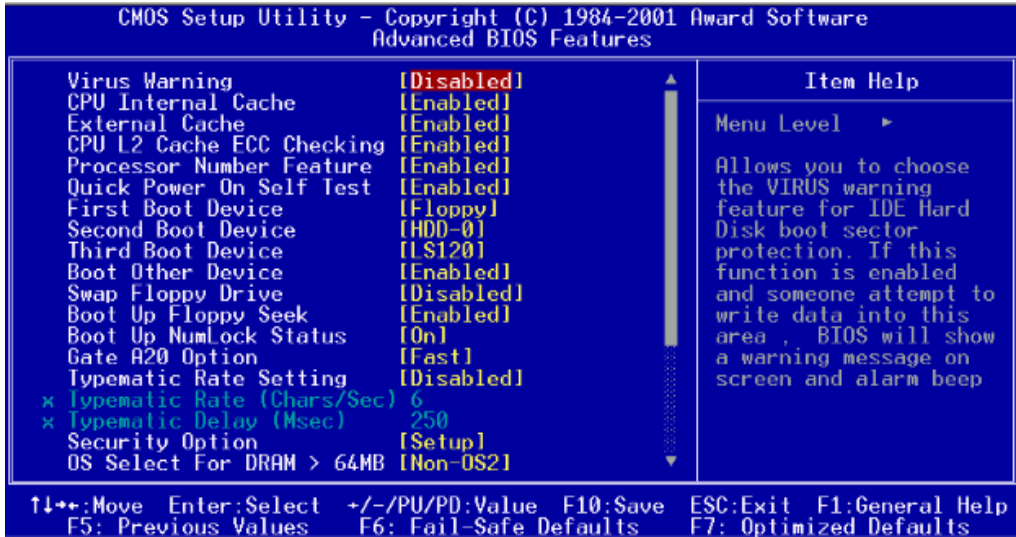 CMOS Setup Utility - Copyright (C) 1984-2001 Award Software
Advanced BIOS Features
Virus Warning [Disabled]
CPU Internal Cache [Enabled]
External Cache [Enabled]
CPU L2 Cache ECC Checking [Enabled]
Processor Number Feature [Enabled]
Quick Power On Self Test [Enabled]
First Boot Device [Floppy]
Second Boot Device [HDD-0]
Third Boot Device [LS120]
Boot Other Device [Enabled]
Swap Floppy Drive [Disabled]
Boot Up Floppy Seek [Enabled]
Boot Up NumLock Status [On]
Gate A20 Option [Fast]
Typematic Rate Setting [Disabled]
x Typematic Rate (Chars/Sec) 6
x Typematic Delay (Msec) 250
Security Option [Setup]
OS Select For DRAM > 64MB [Non-OS2]
Item Help
Menu Level ►
Allows you to choose
the VIRUS warning
feature for IDE Hard
Disk boot sector
protection. If this
function is enabled
and someone attempt to
write data into this
area , BIOS will show
a warning message on
screen and alarm beep
↑↓→←:Move Enter:Select +/-/PU/PD:Value F10:Save ESC:Exit F1:General Help
F5: Previous Values F6: Fail-Safe Defaults F7: Optimized Defaults